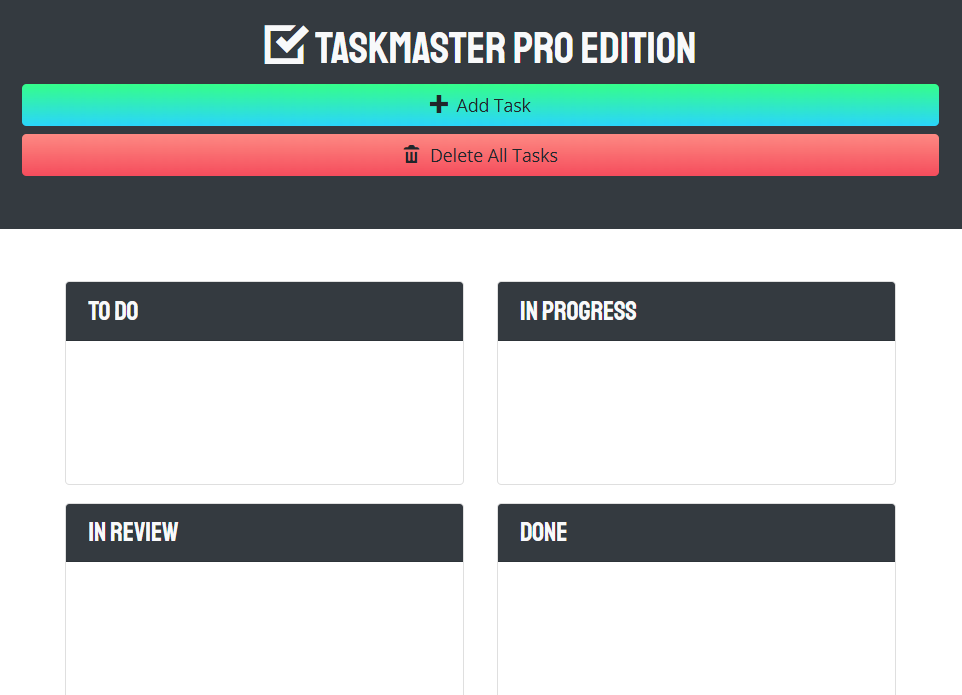 TASKMASTER PRO EDITION
Add Task
Delete All Tasks
TO DO
IN PROGRESS
IN REVIEW
DONE